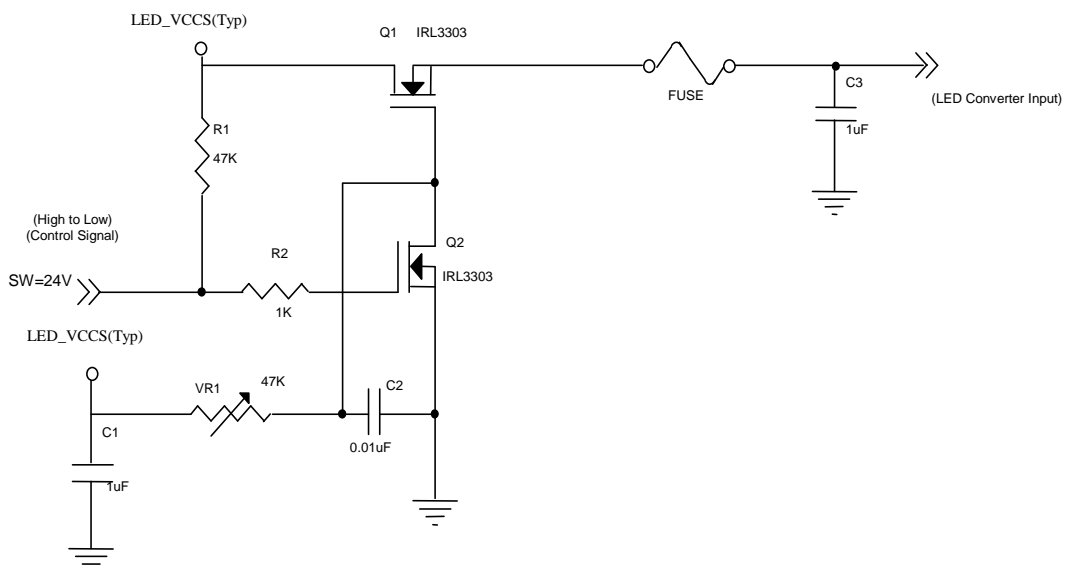 LED_VCCS(Typ)
Q1 IRL3303
FUSE
C3
1uF
(LED Converter Input)
R1
47K
(High to Low)
(Control Signal)
SW=24V
R2
1K
Q2
IRL3303
LED_VCCS(Typ)
VR1
47K
C2
0.01uF
C1
1uF